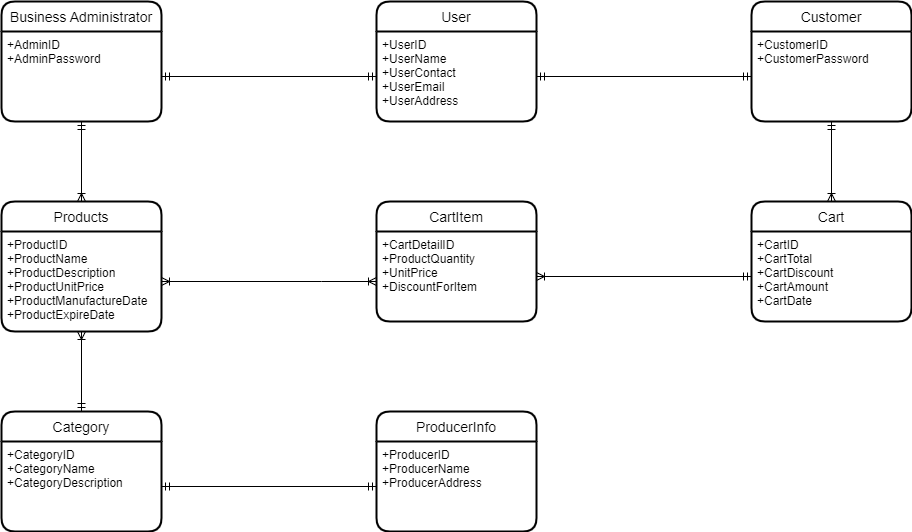 Business Administrator
+AdminID
+AdminPassword
User
+UserID
+UserName
+UserContact
+UserEmail
+UserAddress
Customer
+CustomerID
+CustomerPassword
Products
+ProductID
+ProductName
+ProductDescription
+ProductUnitPrice
+ProductManufactureDate
+ProductExpireDate
CartItem
+CartDetailID
+ProductQuantity
+UnitPrice
+DiscountForItem
Cart
+CartID
+CartTotal
+CartDiscount
+CartAmount
+CartDate
Category
+CategoryID
+CategoryName
+CategoryDescription
ProducerInfo
+ProducerID
+ProducerName
+ProducerAddress